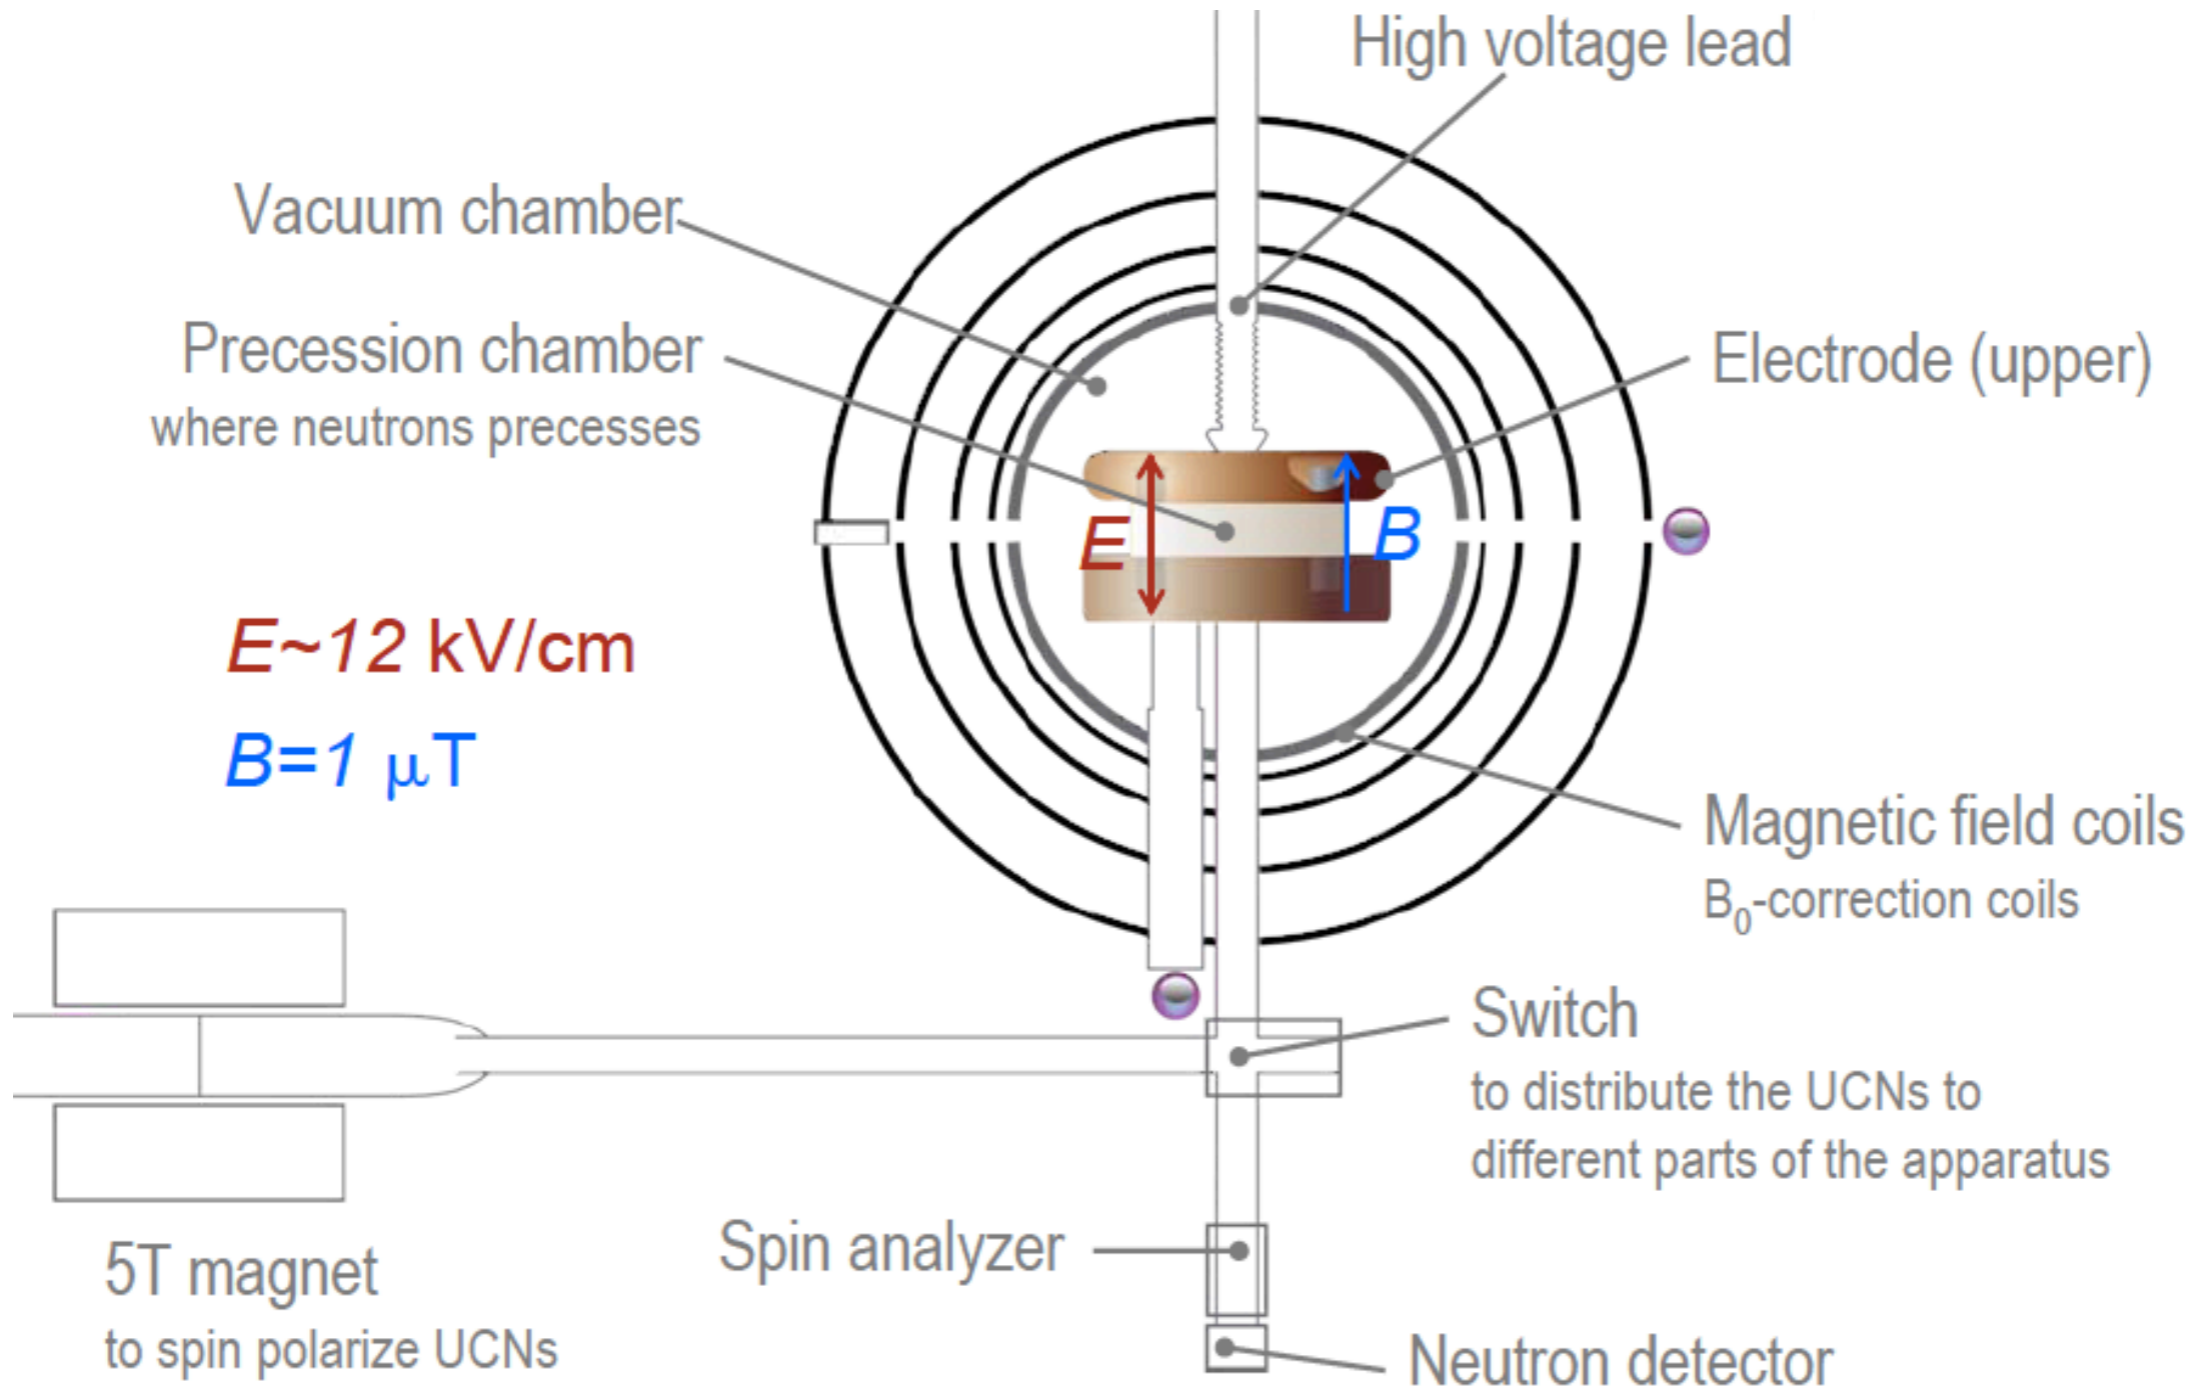 High voltage lead
Vacuum chamber
Precession chamber
where neutrons precesses
Electrode (upper)
E
B
E~12 kV/cm
B=1 μT
Magnetic field coils
B₀-correction coils
Switch
to distribute the UCNs to
different parts of the apparatus
5T magnet
to spin polarize UCNs
Spin analyzer
Neutron detector